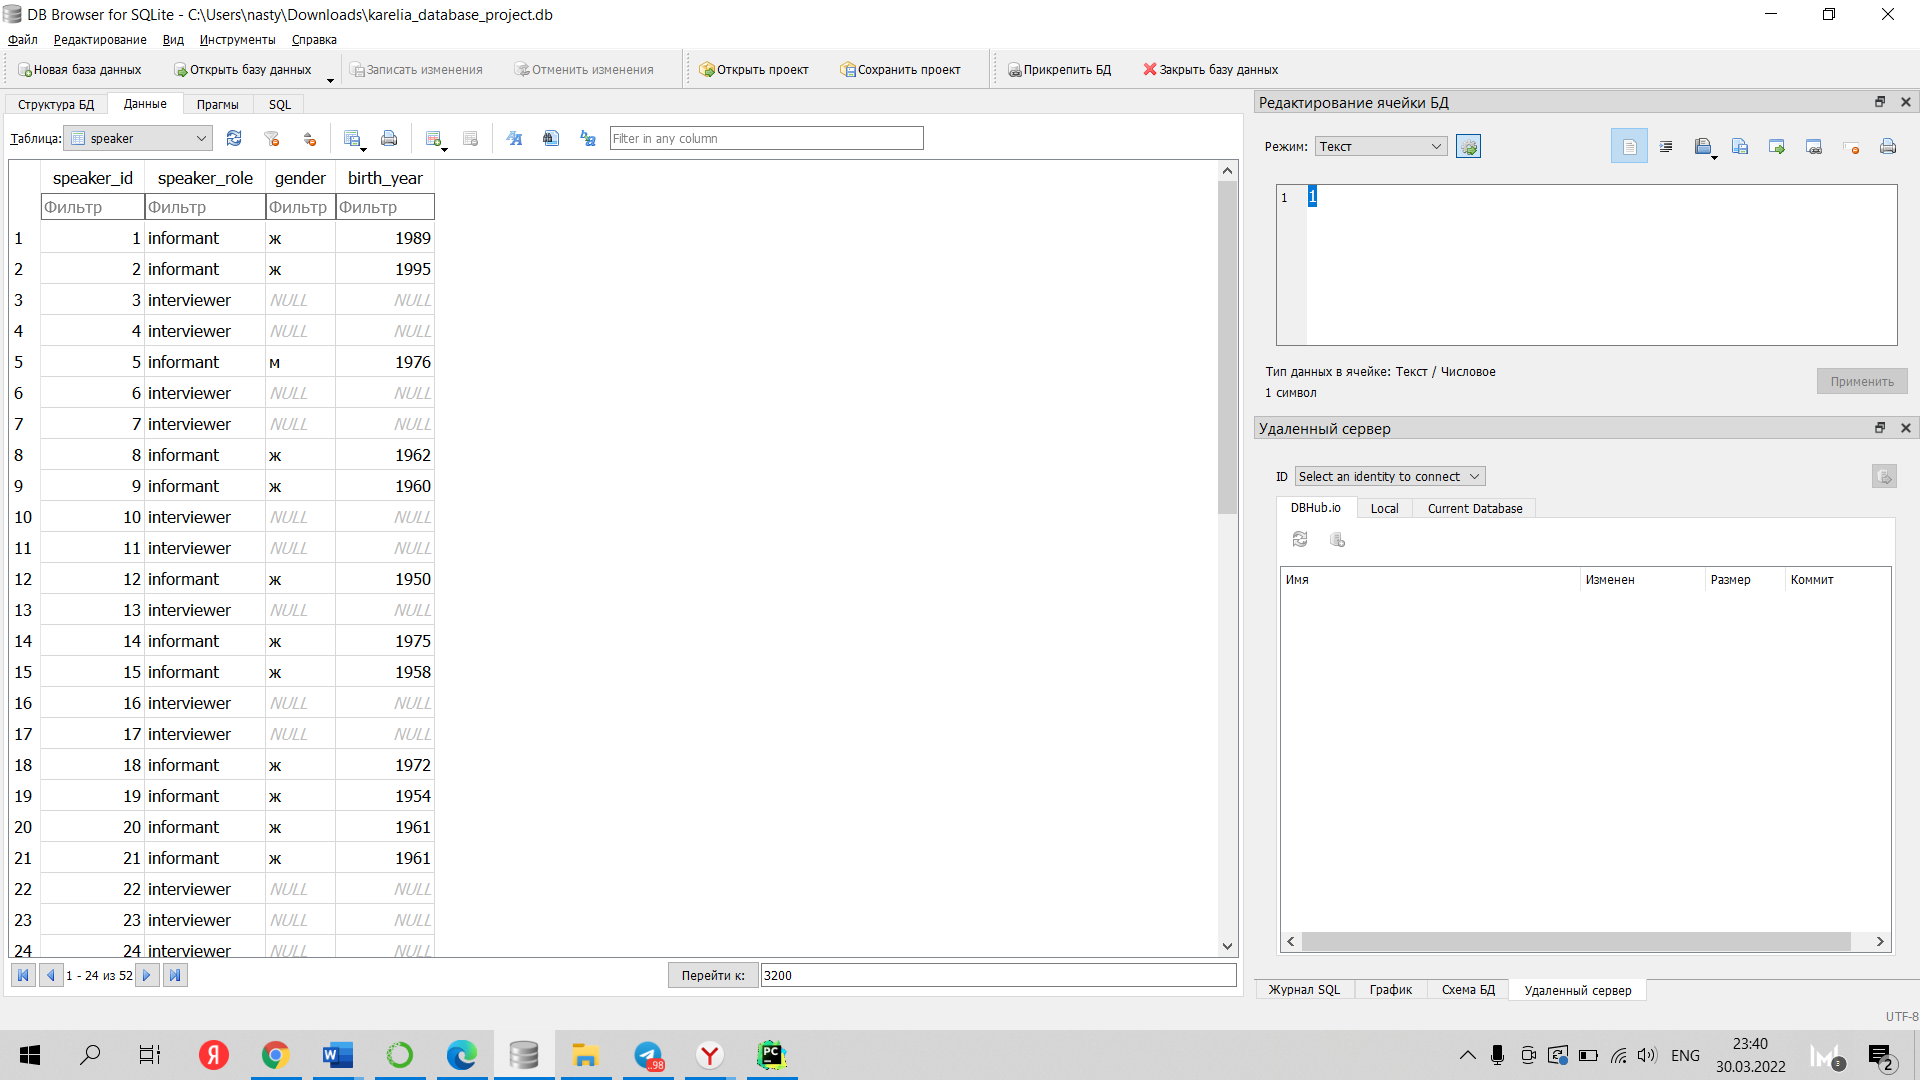 DB Browser for SQLite - C:\Users\nasty\Downloads\karelia_database_project.db
Файл Редактирование Вид Инструменты Справка
Новая база данных Открыть базу данных Записать изменения Отменить изменения Открыть проект Сохранить проект Прикрепить БД Закрыть базу данных
Структура БД Данные Прагмы SQL
Таблица: speaker Filter in any column
speaker_id speaker_role gender birth_year
Фильтр Фильтр Фильтр Фильтр
1 1 informant ж 1989
2 2 informant ж 1995
3 3 interviewer NULL NULL
4 4 interviewer NULL NULL
5 5 informant м 1976
6 6 interviewer NULL NULL
7 7 interviewer NULL NULL
8 8 informant ж 1962
9 9 informant ж 1960
10 10 interviewer NULL NULL
11 11 interviewer NULL NULL
12 12 informant ж 1950
13 13 interviewer NULL NULL
14 14 informant ж 1975
15 15 informant ж 1958
16 16 interviewer NULL NULL
17 17 interviewer NULL NULL
18 18 informant ж 1972
19 19 informant ж 1954
20 20 informant ж 1961
21 21 informant ж 1961
22 22 interviewer NULL NULL
23 23 interviewer NULL NULL
24 24 interviewer NULL NULL
1 - 24 из 52 Перейти к: 3200
Редактирование ячейки БД
Режим: Текст
1 1
Тип данных в ячейке: Текст / Числовое
1 символ
Применить
Удаленный сервер
ID Select an identity to connect
DBHub.io Local Current Database
Имя Изменен Размер Коммит
Журнал SQL График Схема БД Удаленный сервер
UTF-8
Я W 98 Y PC ENG 23:40
30.03.2022
3 2